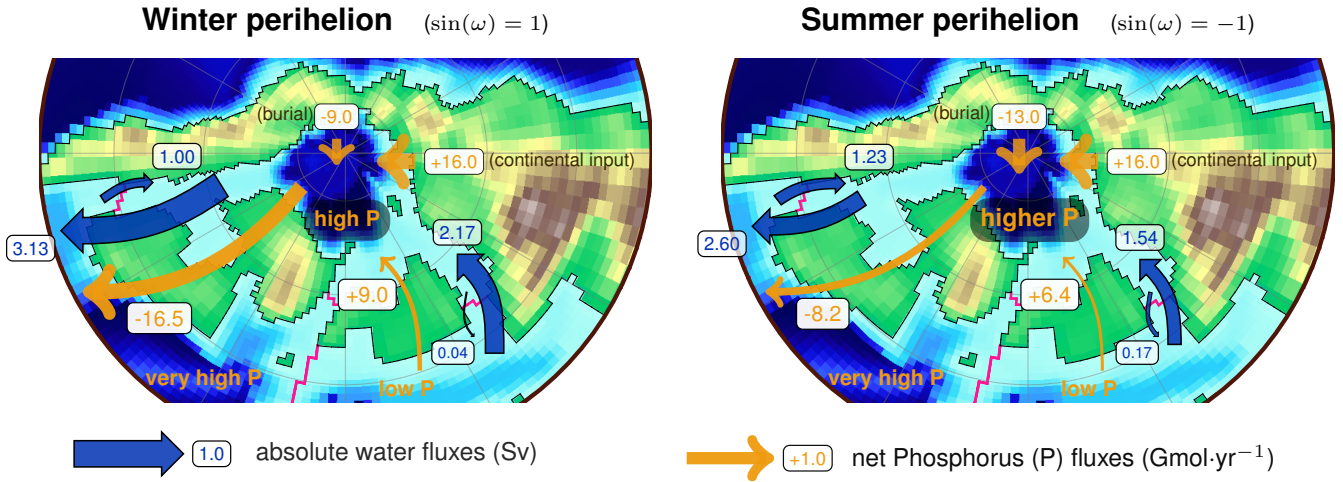 Winter perihelion (sin(ω) = 1)
(burial)
-9.0
1.00
+16.0 (continental input)
high P
2.17
3.13
+9.0
-16.5
0.04
very high P
low P
Summer perihelion (sin(ω) = −1)
(burial)
-13.0
1.23
+16.0 (continental input)
higher P
1.54
2.60
+6.4
-8.2
0.17
very high P
low P
1.0 absolute water fluxes (Sv)
+1.0 net Phosphorus (P) fluxes (Gmol·yr⁻¹)